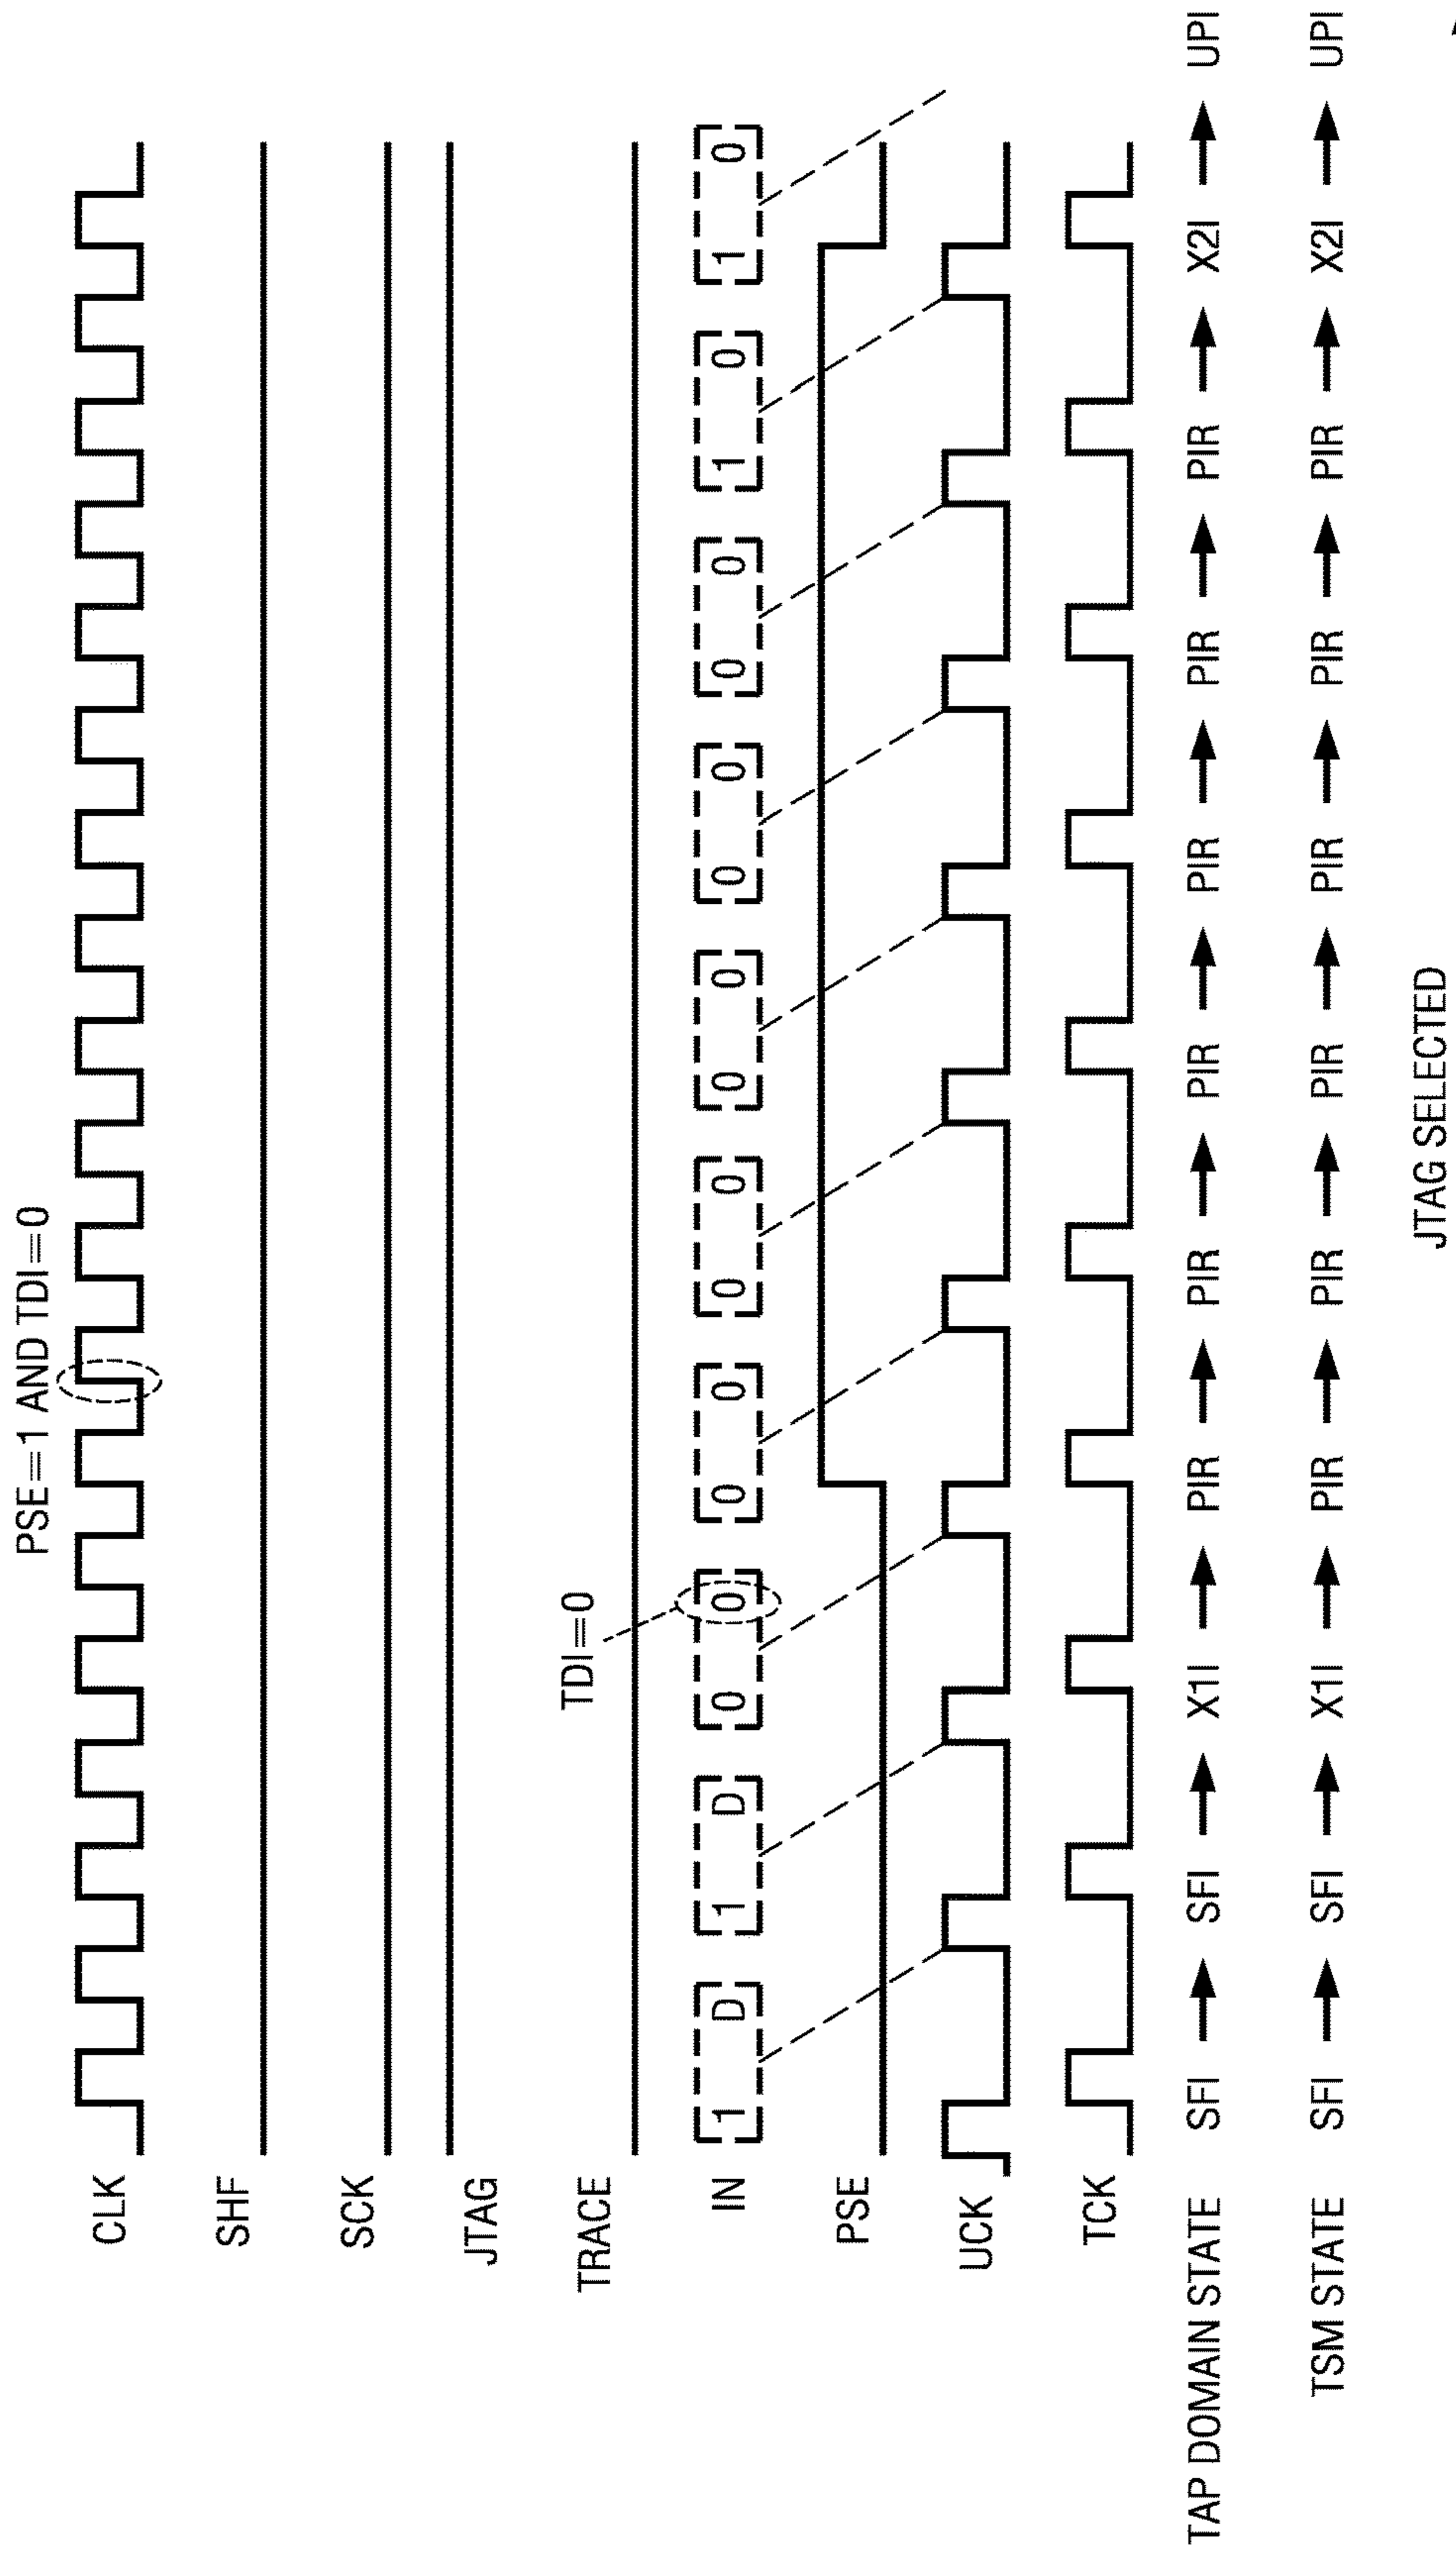 PSE=1 AND TDI=0
CLK
SHF
SCK
JTAG
TRACE
TDI=0
IN 1 D 1 D 0 0 0 0 0 0 0 0 0 0 0 0 1 0 1 0
PSE
UCK
TCK
TAP DOMAIN STATE SFI SFI X1I PIR PIR PIR PIR PIR PIR X2I UPI
TSM STATE SFI SFI X1I PIR PIR PIR PIR PIR PIR X2I UPI
JTAG SELECTED